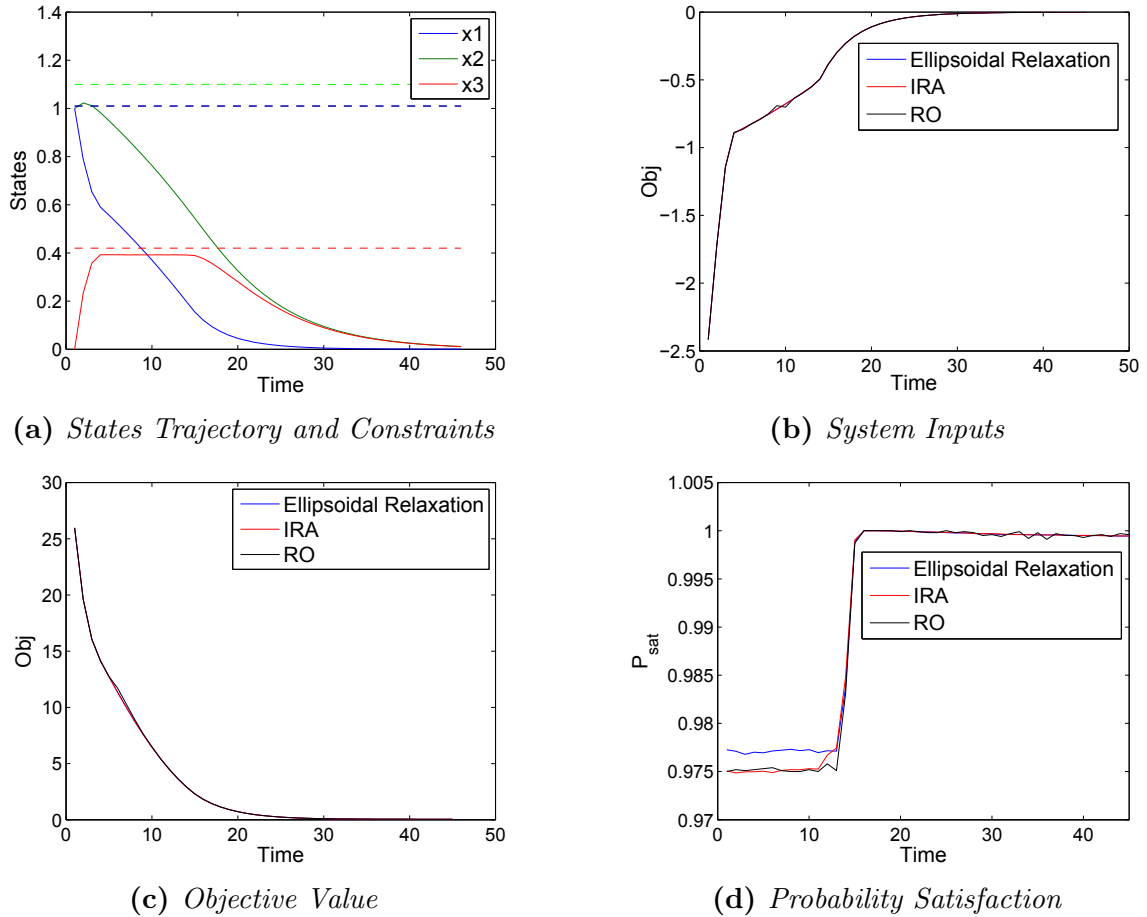 1.4
1.2
1
0.8
0.6
0.4
0.2
0
States
0 10 20 30 40 50
Time
x1
x2
x3
(a) States Trajectory and Constraints
0
−0.5
−1
−1.5
−2
−2.5
Obj
0 10 20 30 40 50
Time
Ellipsoidal Relaxation
IRA
RO
(b) System Inputs
30
25
20
15
10
5
0
Obj
0 10 20 30 40 50
Time
Ellipsoidal Relaxation
IRA
RO
(c) Objective Value
1.005
1
0.995
0.99
0.985
0.98
0.975
0.97
P_sat
0 10 20 30 40
Time
Ellipsoidal Relaxation
IRA
RO
(d) Probability Satisfaction